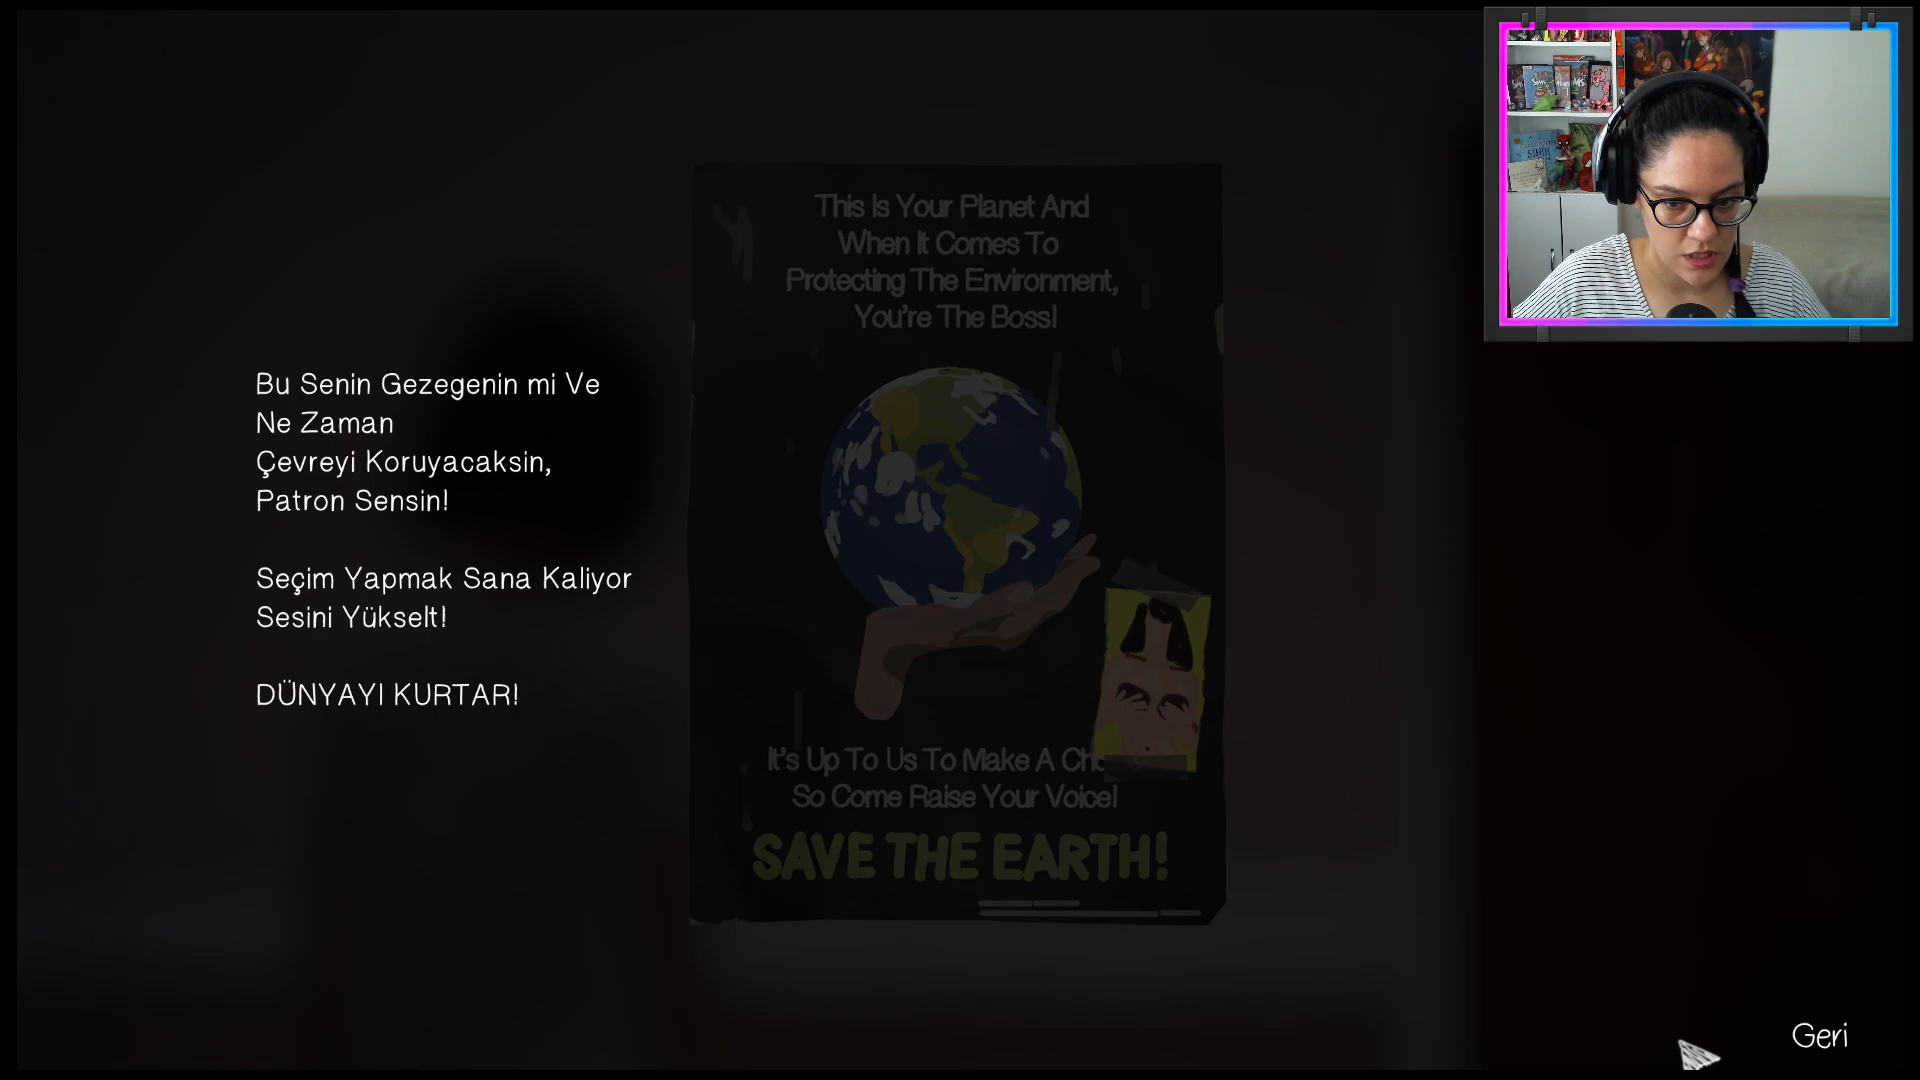 This Is Your Planet And
When It Comes To
Protecting The Environment,
You're The Boss!
Bu Senin Gezegenin mi Ve
Ne Zaman
Çevreyi Koruyacaksin,
Patron Sensin!
Seçim Yapmak Sana Kaliyor
Sesini Yükselt!
DÜNYAYI KURTAR!
It's Up To Us To Make A
So Come Raise Your Voice!
SAVE THE EARTH!
Geri